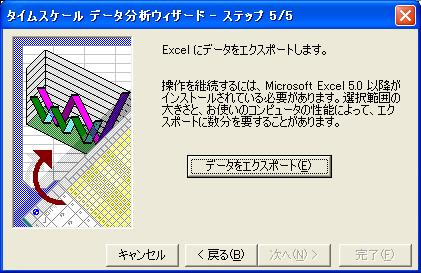 タイムスケール データ分析ウィザード - ステップ 5/5
Excel にデータをエクスポートします。
操作を継続するには、Microsoft Excel 5.0 以降が
インストールされている必要があります。選択範囲の
大きさと、お使いのコンピュータの性能によって、エク
スポートに数分を要することがあります。
データをエクスポート(E)
キャンセル
< 戻る(B)
次へ(N) >
完了(F)